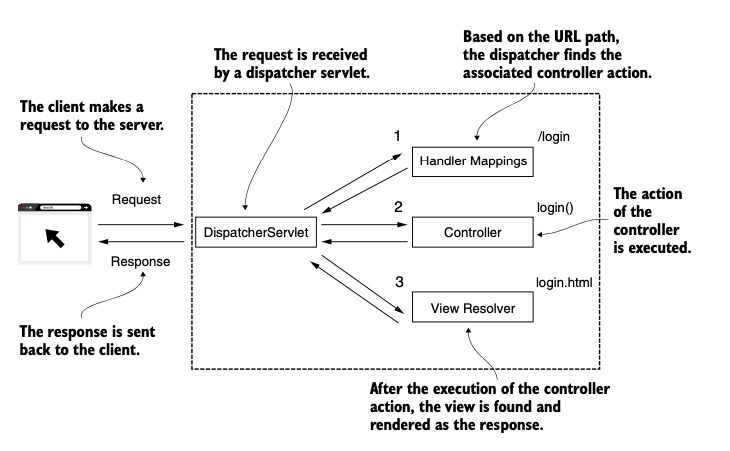 Based on the URL path,
the dispatcher finds the
associated controller action.
The request is received
by a dispatcher servlet.
The client makes a
request to the server.
1
/login
Handler Mappings
Request
www.
2
login()
The action
of the
controller
is executed.
DispatcherServlet
Controller
Response
3
login.html
View Resolver
The response is sent
back to the client.
After the execution of the controller
action, the view is found and
rendered as the response.